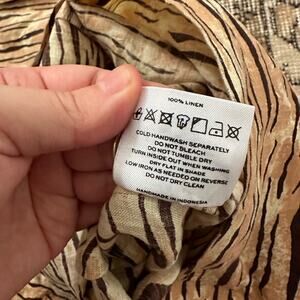 100% LINEN
COLD HANDWASH SEPARATELY
DO NOT BLEACH
DO NOT TUMBLE DRY
TURN INSIDE OUT WHEN WASHING
DRY FLAT IN SHADE
LOW IRON AS NEEDED ON REVERSE
DO NOT DRY CLEAN
HANDMADE IN INDONESIA